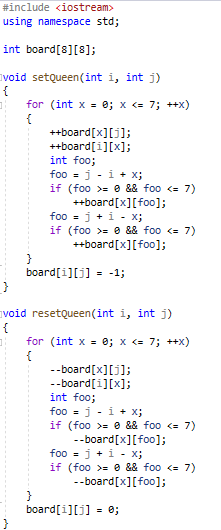 #include <iostream>
using namespace std;

int board[8][8];

void setQueen(int i, int j)
{
    for (int x = 0; x <= 7; ++x)
    {
        ++board[x][j];
        ++board[i][x];
        int foo;
        foo = j - i + x;
        if (foo >= 0 && foo <= 7)
            ++board[x][foo];
        foo = j + i - x;
        if (foo >= 0 && foo <= 7)
            ++board[x][foo];
    }
    board[i][j] = -1;
}

void resetQueen(int i, int j)
{
    for (int x = 0; x <= 7; ++x)
    {
        --board[x][j];
        --board[i][x];
        int foo;
        foo = j - i + x;
        if (foo >= 0 && foo <= 7)
            --board[x][foo];
        foo = j + i - x;
        if (foo >= 0 && foo <= 7)
            --board[x][foo];
    }
    board[i][j] = 0;
}